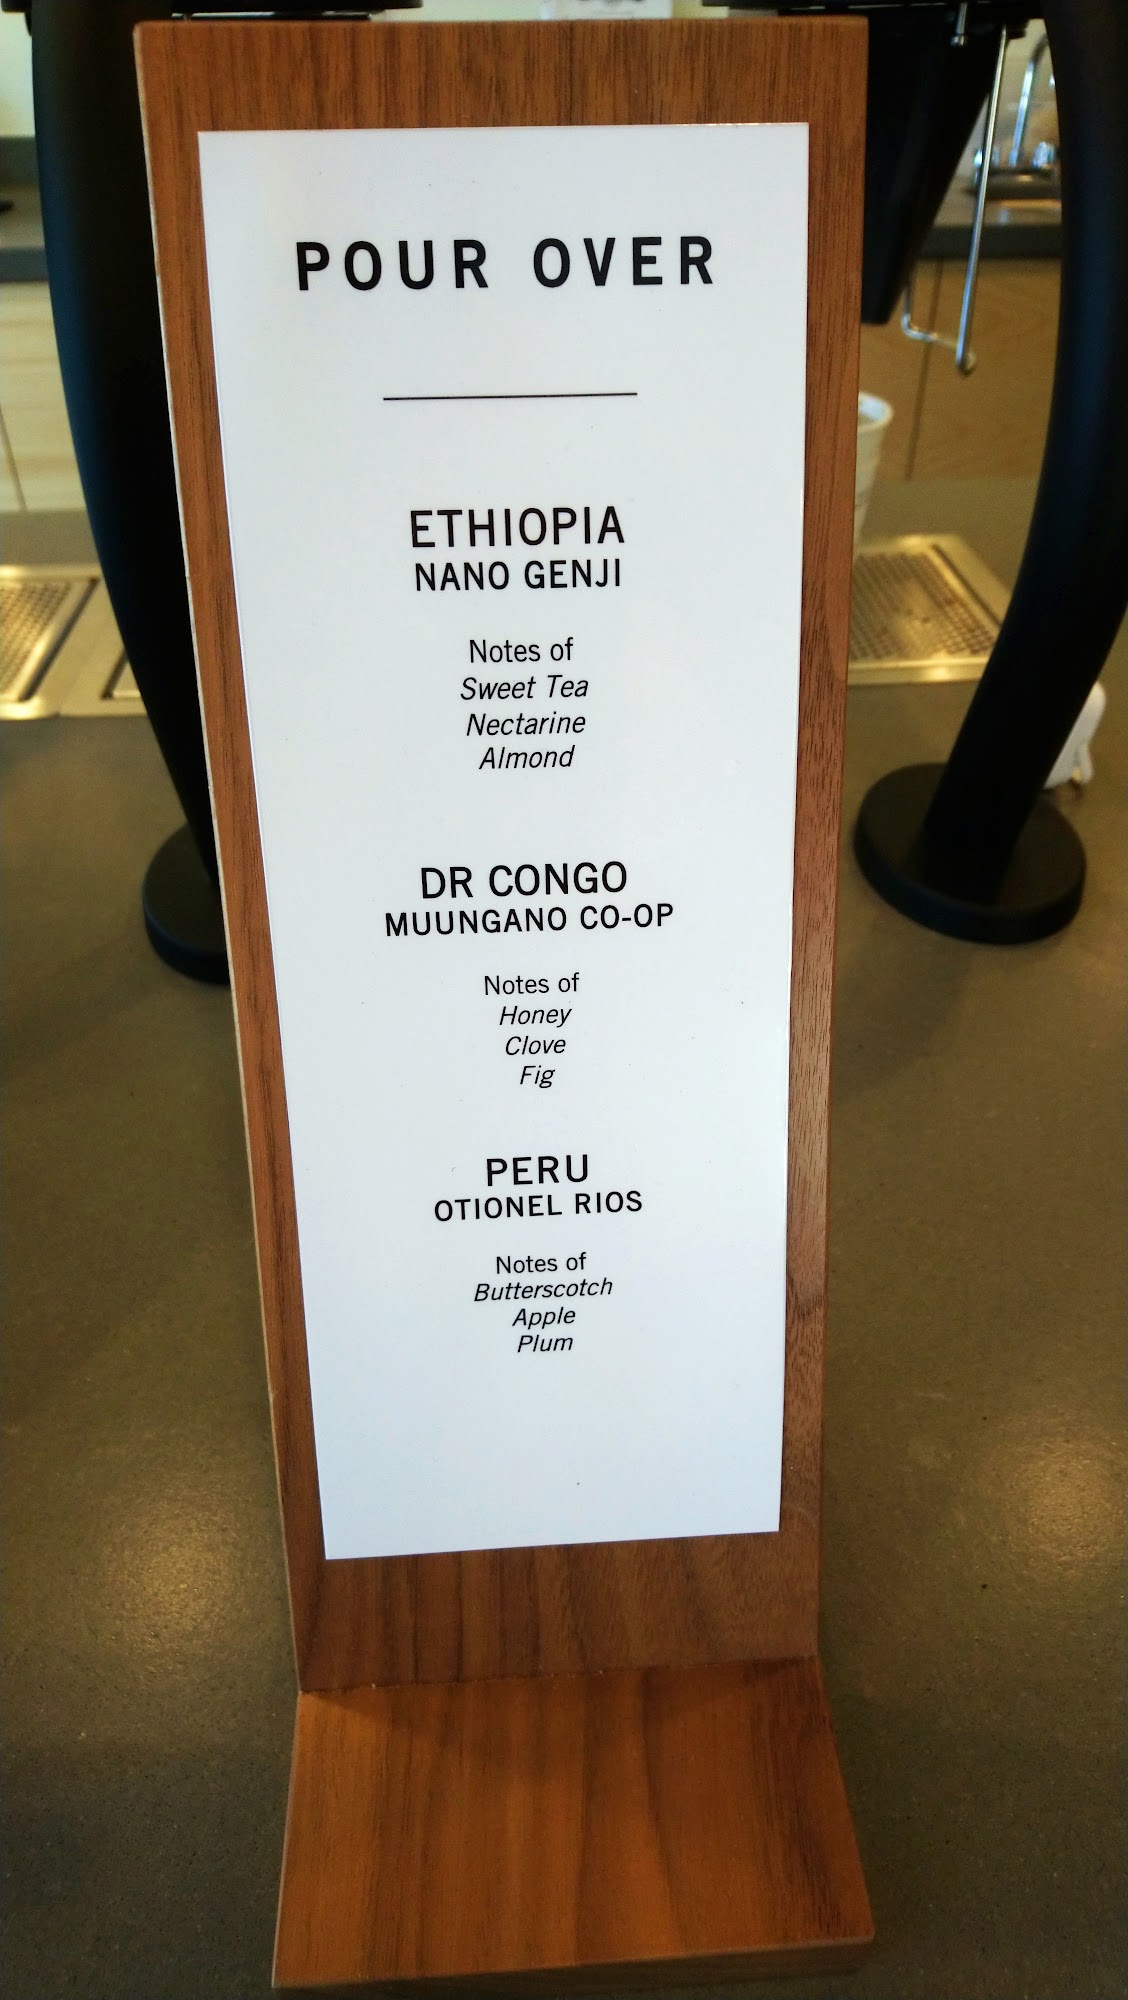 POUR OVER
ETHIOPIA
NANO GENJI
Notes of
Sweet Tea
Nectarine
Almond
DR CONGO
MUUNGANO CO-OP
Notes of
Honey
Clove
Fig
PERU
OTIONEL RIOS
Notes of
Butterscotch
Apple
Plum